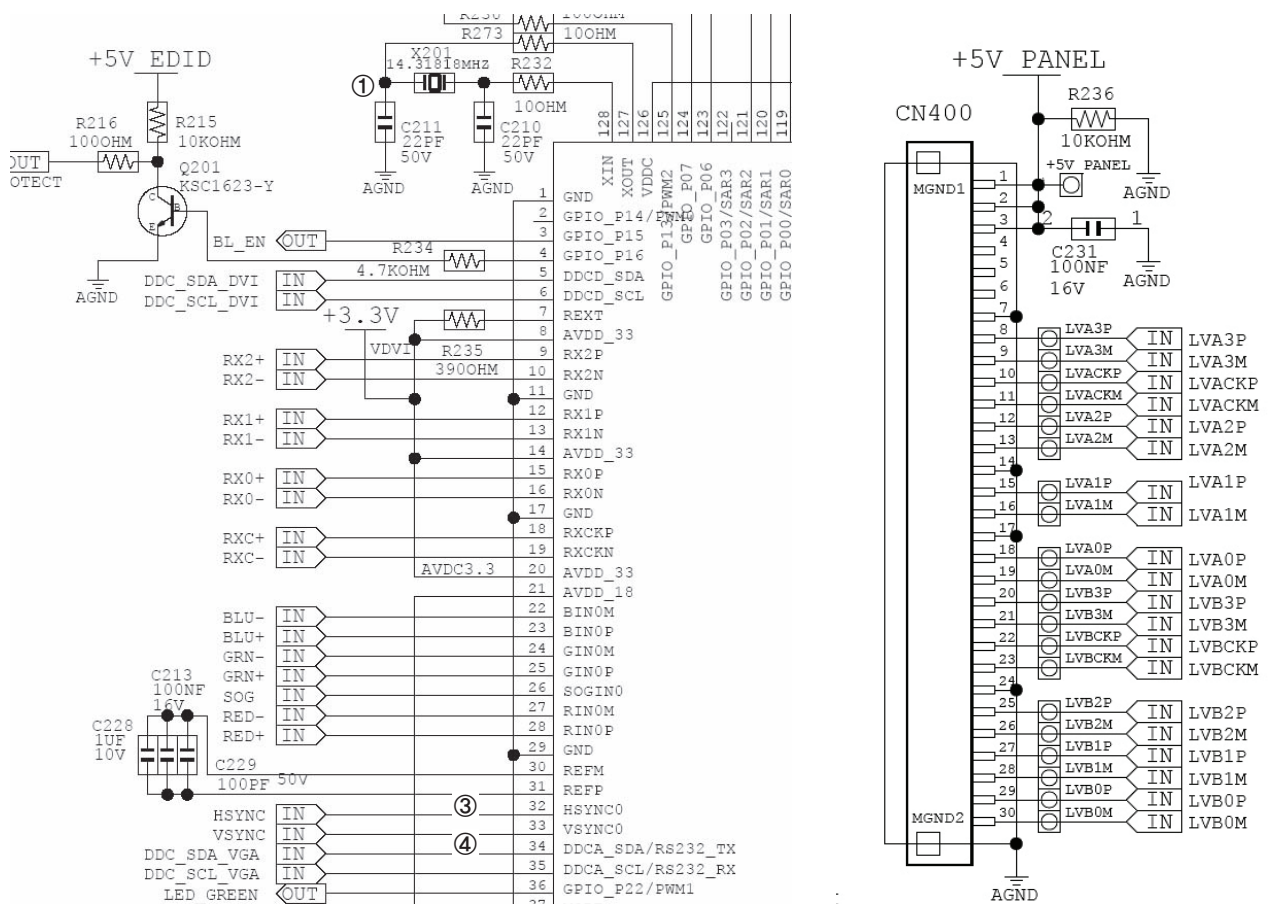 R273
100HM
+5V EDID
X201
14.31818MHZ
R232
100HM
①
R216
1000HM
R215
10KOHM
C211
22PF
50V
C210
22PF
50V
AGND
AGND
OUT
OTECT
Q201
KSC1623-Y
C
B
E
AGND
128
127
126
125
124
123
122
121
120
119
XIN
XOUT
VDDC
GPIO_P13/PWM2
GPIO_P07
GPIO_P06
GPIO_P03/SAR3
GPIO_P02/SAR2
GPIO_P01/SAR1
GPIO_P00/SAR0
1 GND
2 GPIO_P14/PWM0
BL_EN OUT 3 GPIO_P15
R234
4.7KOHM
4 GPIO_P16
DDC_SDA_DVI IN 5 DDCD_SDA
DDC_SCL_DVI IN 6 DDCD_SCL
+3.3V
7 REXT
8 AVDD_33
VDVI
R235
3900HM
RX2+ IN 9 RX2P
RX2- IN 10 RX2N
11 GND
RX1+ IN 12 RX1P
RX1- IN 13 RX1N
14 AVDD_33
RX0+ IN 15 RX0P
RX0- IN 16 RX0N
17 GND
RXC+ IN 18 RXCKP
RXC- IN 19 RXCKN
AVDC3.3 20 AVDD_33
21 AVDD_18
BLU- IN 22 BIN0M
BLU+ IN 23 BIN0P
GRN- IN 24 GIN0M
GRN+ IN 25 GIN0P
SOG IN 26 SOGIN0
RED- IN 27 RIN0M
RED+ IN 28 RIN0P
29 GND
30 REFM
31 REFP
C213
100NF
16V
C228
1UF
10V
C229
100PF 50V
HSYNC IN ③ 32 HSYNC0
VSYNC IN ④ 33 VSYNC0
DDC_SDA_VGA IN 34 DDCA_SDA/RS232_TX
DDC_SCL_VGA IN 35 DDCA_SCL/RS232_RX
LED_GREEN OUT 36 GPIO_P22/PWM1
37
+5V PANEL
R236
10KOHM
AGND
CN400
+5V PANEL
MGND1
1
2
3
2 1
C231
100NF
16V
AGND
4
5
6
7
8 LVA3P IN LVA3P
9 LVA3M IN LVA3M
10 LVACKP IN LVACKP
11 LVACKM IN LVACKM
12 LVA2P IN LVA2P
13 LVA2M IN LVA2M
14
15 LVA1P IN LVA1P
16 LVA1M IN LVA1M
17
18 LVA0P IN LVA0P
19 LVA0M IN LVA0M
20 LVB3P IN LVB3P
21 LVB3M IN LVB3M
22 LVBCKP IN LVBCKP
23 LVBCKM IN LVBCKM
24
25 LVB2P IN LVB2P
26 LVB2M IN LVB2M
27 LVB1P IN LVB1P
28 LVB1M IN LVB1M
29 LVB0P IN LVB0P
30 LVB0M IN LVB0M
MGND2
AGND